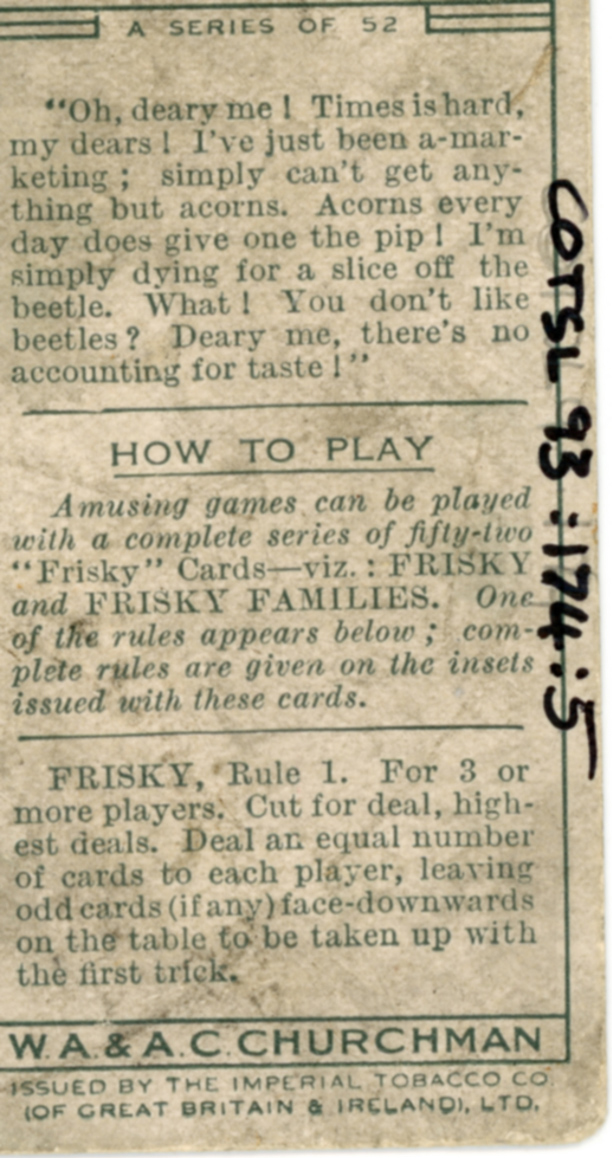 A SERIES OF 52
"Oh, deary me! Times is hard,
my dears! I've just been a-mar-
keting; simply can't get any-
thing but acorns. Acorns every
day does give one the pip! I'm
simply dying for a slice off the
beetle. What! You don't like
beetles? Deary me, there's no
accounting for taste!"
HOW TO PLAY
Amusing games can be played
with a complete series of fifty-two
"Frisky" Cards—viz.: FRISKY
and FRISKY FAMILIES. One
of the rules appears below; com-
plete rules are given on the insets
issued with these cards.
FRISKY, Rule 1. For 3 or
more players. Cut for deal, high-
est deals. Deal an equal number
of cards to each player, leaving
odd cards (if any) face-downwards
on the table to be taken up with
the first trick.
W.A. & A.C. CHURCHMAN
ISSUED BY THE IMPERIAL TOBACCO CO.
(OF GREAT BRITAIN & IRELAND), LTD.
COTSL 93:174:5